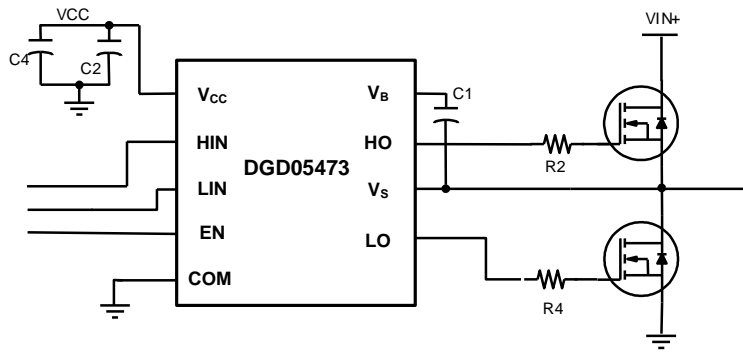 VCC
VIN+
C4
C2
C1
VCC
VB
HIN
HO
R2
DGD05473
LIN
VS
EN
LO
COM
R4